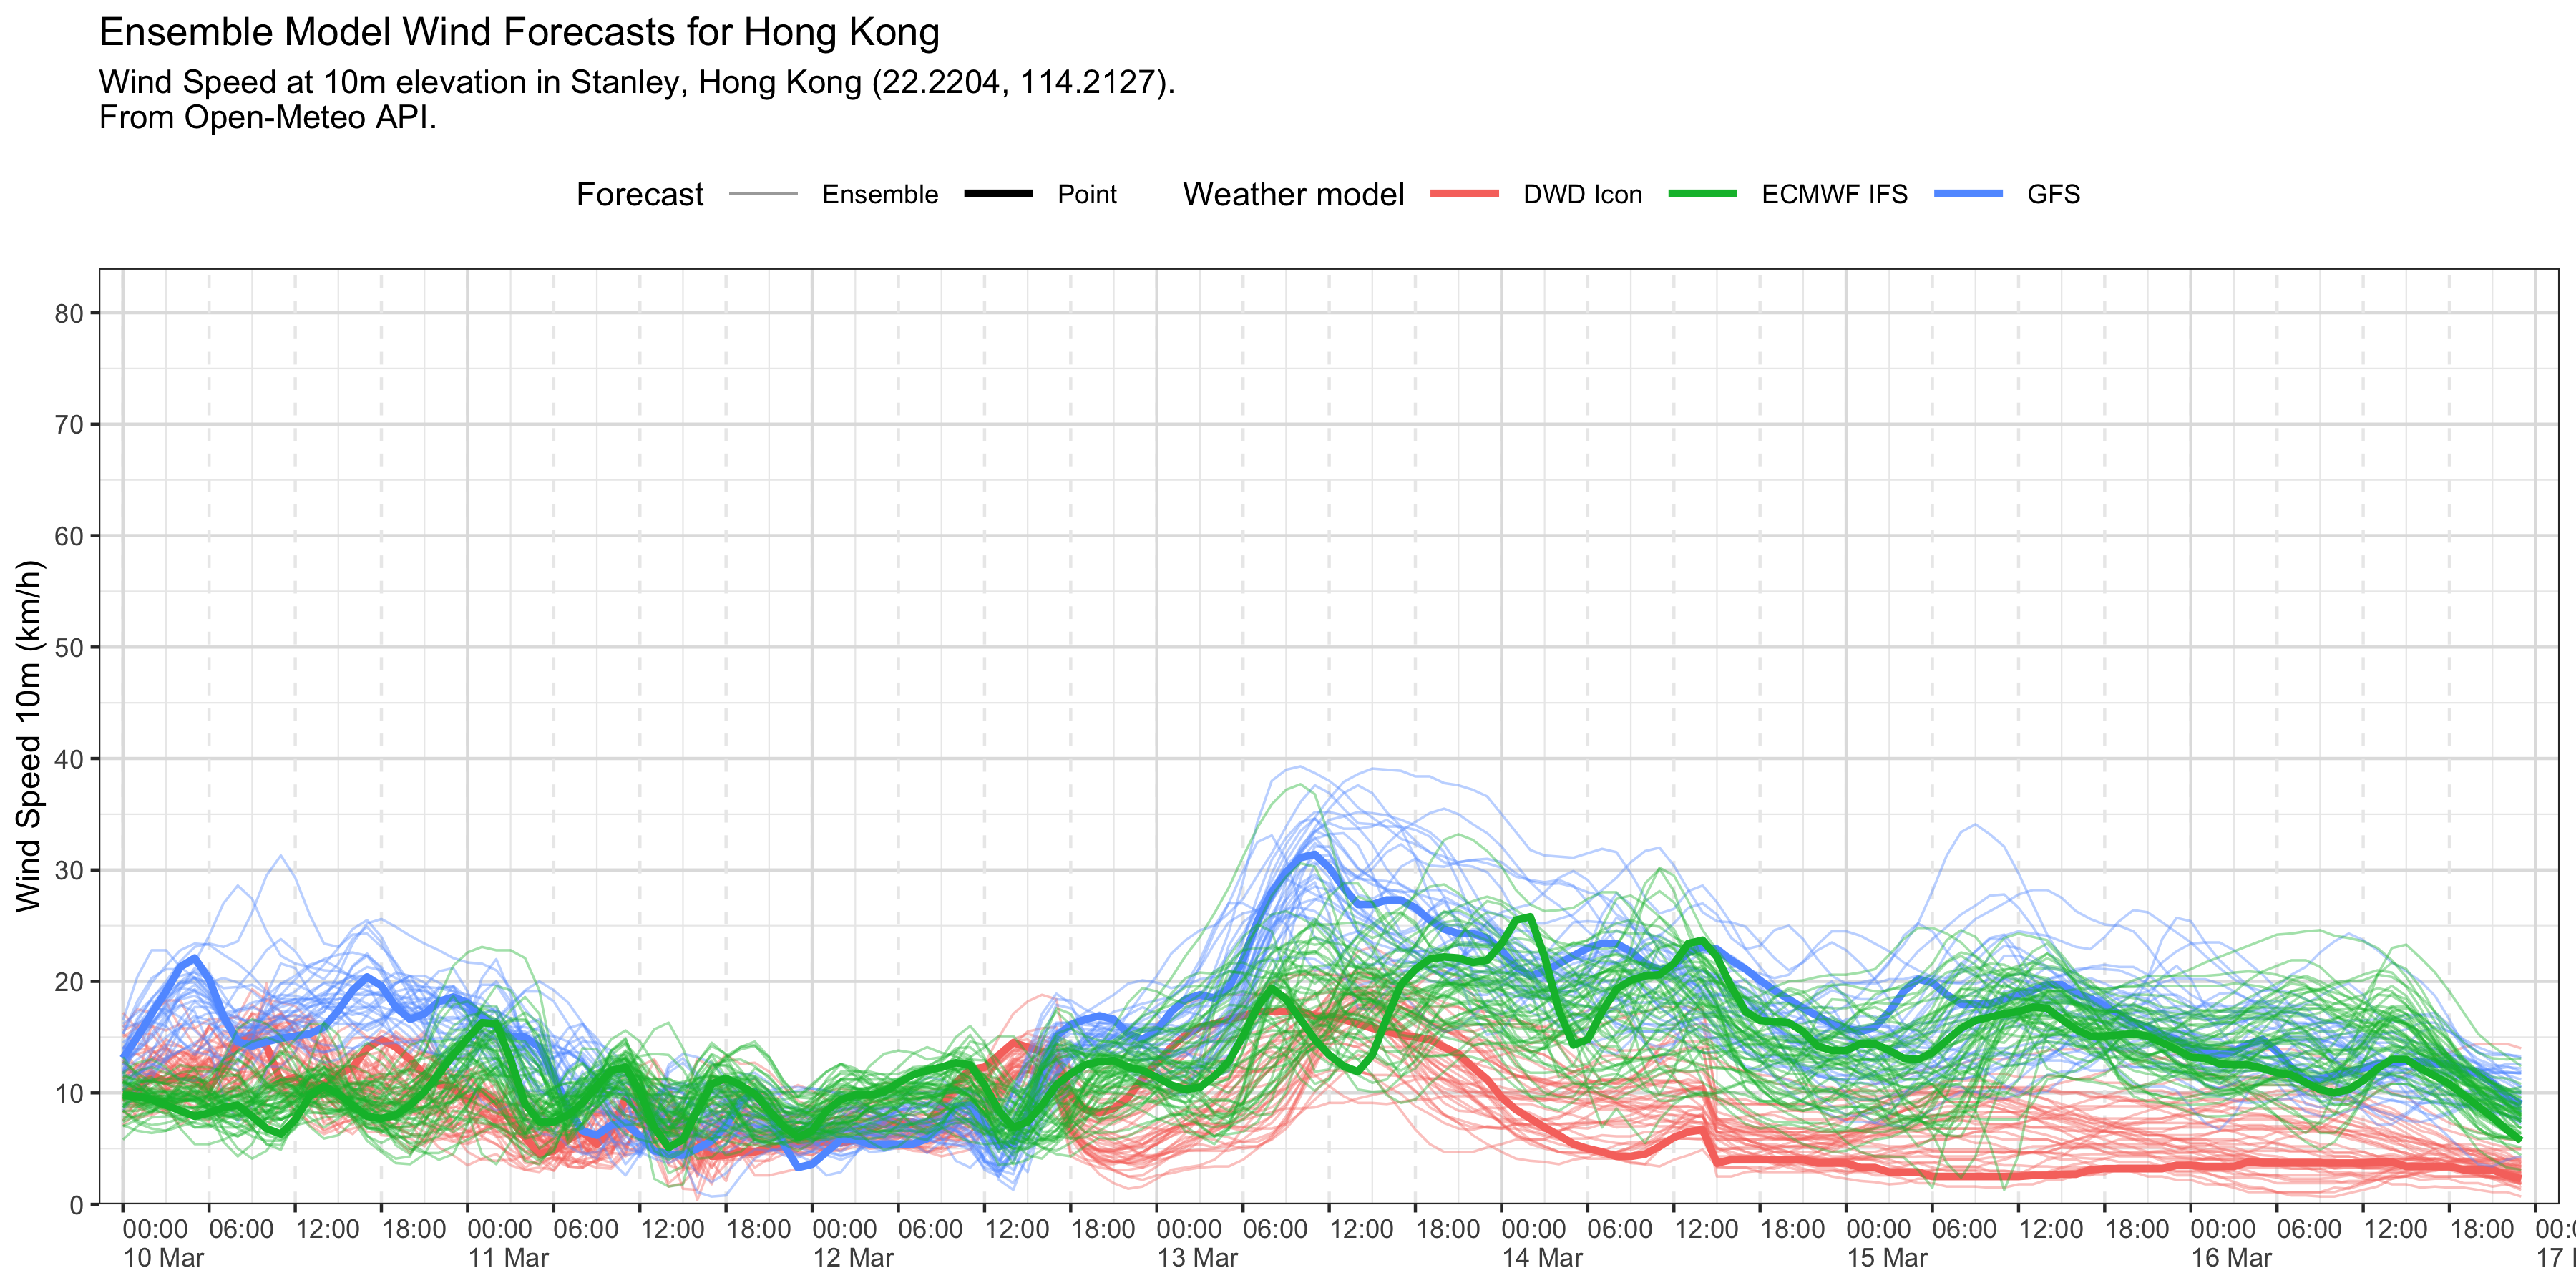 Ensemble Model Wind Forecasts for Hong Kong
Wind Speed at 10m elevation in Stanley, Hong Kong (22.2204, 114.2127).
From Open-Meteo API.
Forecast Ensemble Point Weather model DWD Icon ECMWF IFS GFS
Wind Speed 10m (km/h)
80
70
60
50
40
30
20
10
0
00:00 06:00 12:00 18:00 00:00 06:00 12:00 18:00 00:00 06:00 12:00 18:00 00:00 06:00 12:00 18:00 00:00 06:00 12:00 18:00 00:00 06:00 12:00 18:00 00:00 06:00 12:00 18:00
10 Mar 11 Mar 12 Mar 13 Mar 14 Mar 15 Mar 16 Mar 17